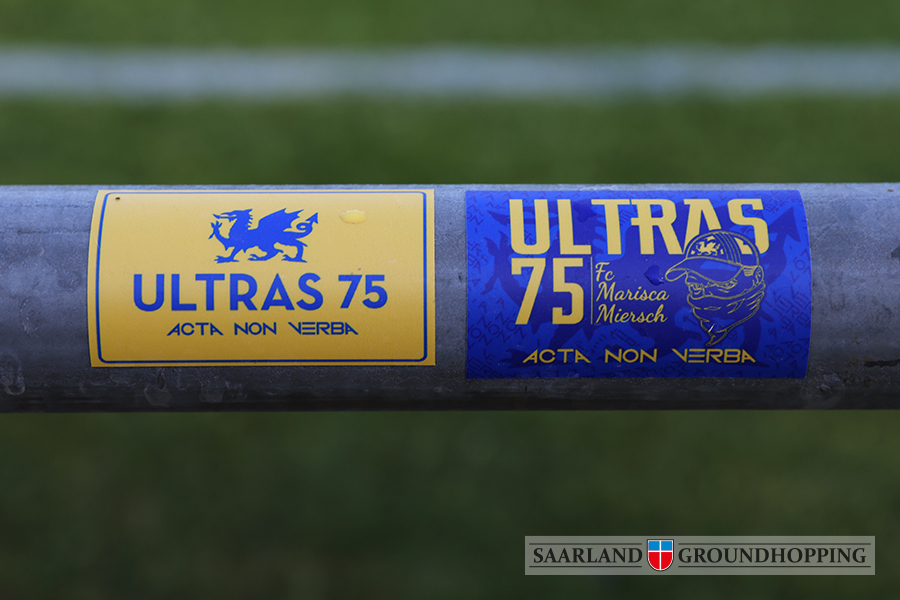 ULTRAS 75
ACTA NON VERBA
ULTRAS
75
Fc
Marisca
Miersch
ACTA NON VERBA
SAARLAND GROUNDHOPPING